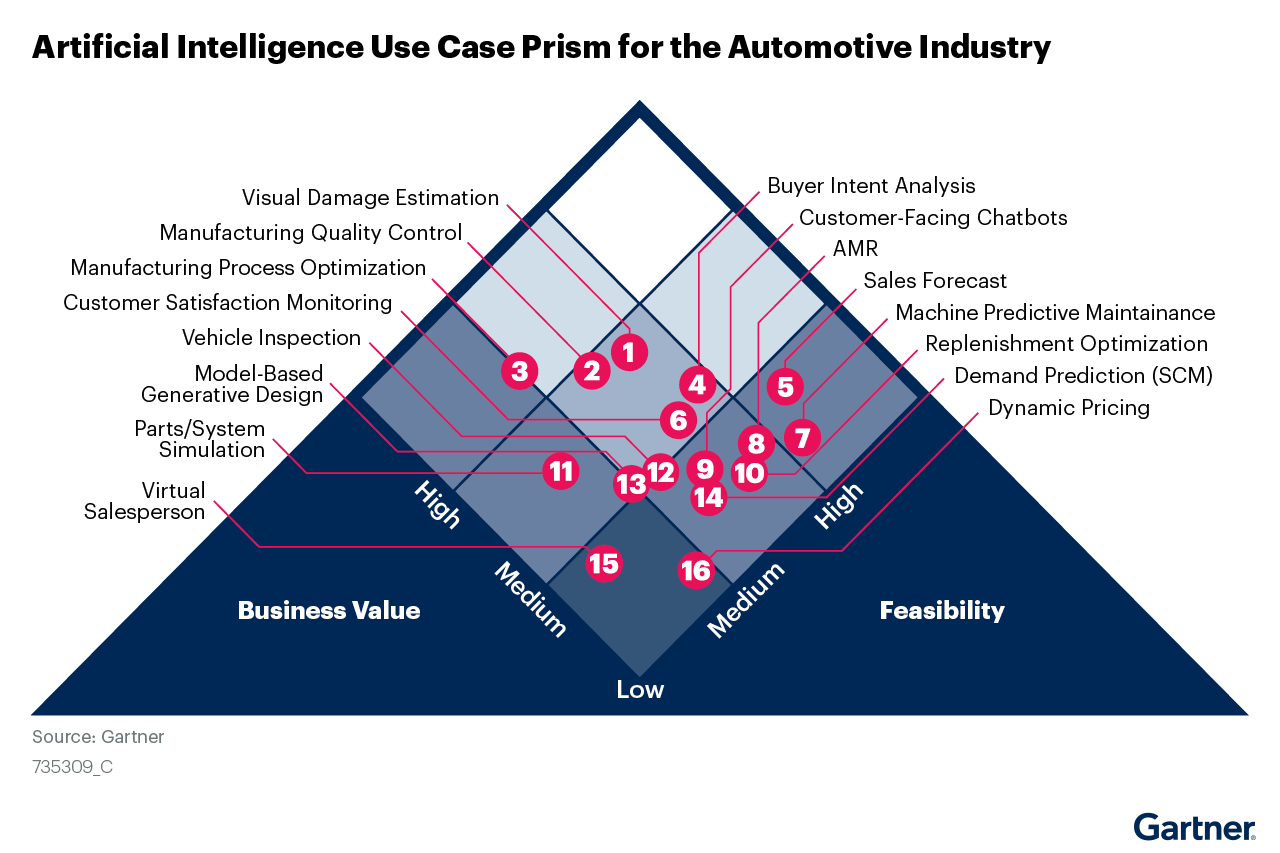 Artificial Intelligence Use Case Prism for the Automotive Industry
Visual Damage Estimation
Manufacturing Quality Control
Manufacturing Process Optimization
Customer Satisfaction Monitoring
Vehicle Inspection
Model-Based
Generative Design
Parts/System
Simulation
Virtual
Salesperson
Buyer Intent Analysis
Customer-Facing Chatbots
AMR
Sales Forecast
Machine Predictive Maintainance
Replenishment Optimization
Demand Prediction (SCM)
Dynamic Pricing
1
2
3
4
5
6
7
8
9
10
11
12
13
14
15
16
High
Medium
Low
High
Medium
Business Value
Feasibility
Source: Gartner
735309_C
Gartner®